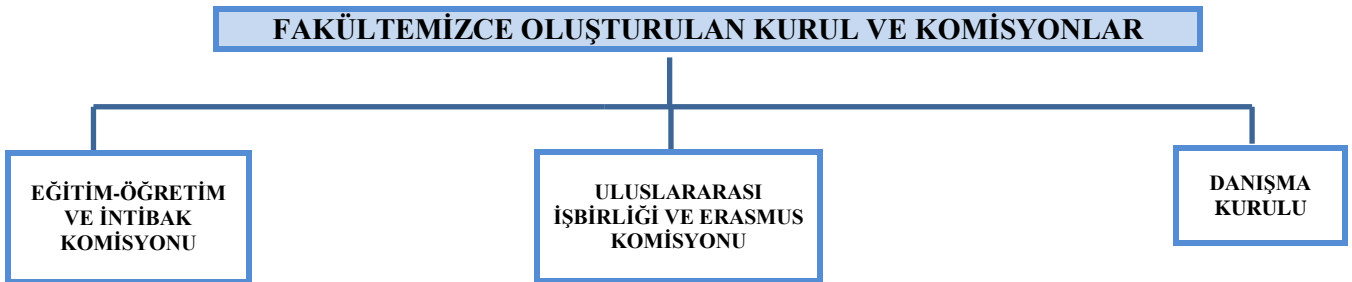 FAKÜLTEMİZCE OLUŞTURULAN KURUL VE KOMİSYONLAR
EĞİTİM-ÖĞRETİM
VE İNTİBAK
KOMİSYONU
ULUSLARARASI
İŞBİRLİĞİ VE ERASMUS
KOMİSYONU
DANIŞMA
KURULU